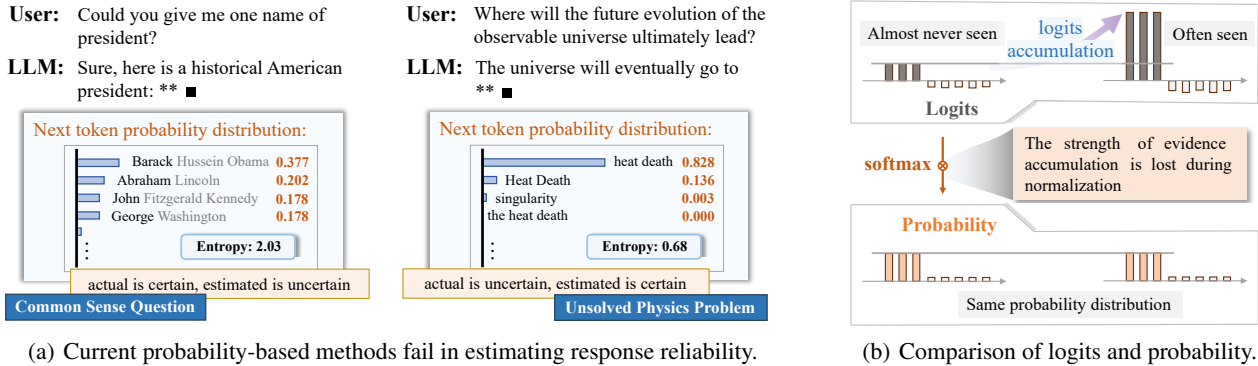 User: Could you give me one name of
president?
LLM: Sure, here is a historical American
president: ** ■
Next token probability distribution:
Barack Hussein Obama 0.377
Abraham Lincoln 0.202
John Fitzgerald Kennedy 0.178
George Washington 0.178
⋮
Entropy: 2.03
actual is certain, estimated is uncertain
Common Sense Question
User: Where will the future evolution of the
observable universe ultimately lead?
LLM: The universe will eventually go to
** ■
Next token probability distribution:
heat death 0.828
Heat Death 0.136
singularity 0.003
the heat death 0.000
⋮
Entropy: 0.68
actual is uncertain, estimated is certain
Unsolved Physics Problem
(a) Current probability-based methods fail in estimating response reliability.
Almost never seen
logits
accumulation
Often seen
Logits
softmax
The strength of evidence
accumulation is lost during
normalization
Probability
Same probability distribution
(b) Comparison of logits and probability.